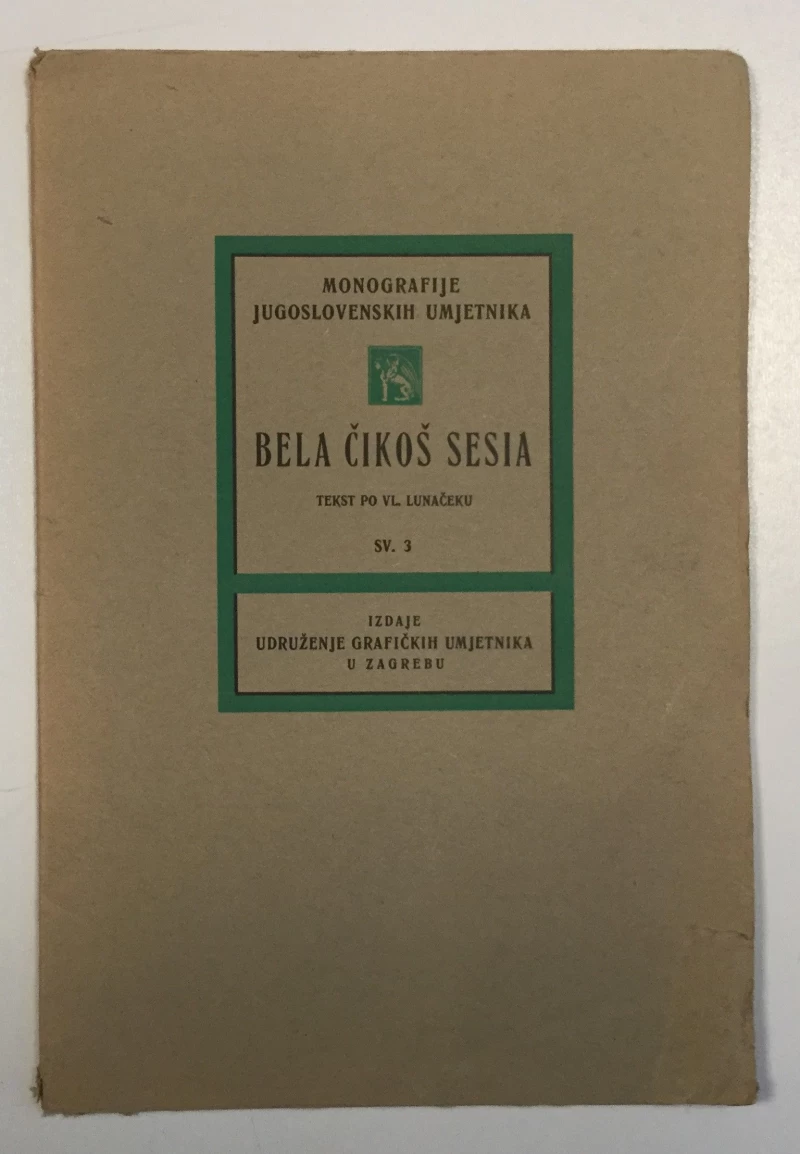 MONOGRAFIJE
JUGOSLOVENSKIH UMJETNIKA
BELA ČIKOŠ SESIA
TEKST PO VL. LUNAČEKU
SV. 3
IZDAJE
UDRUŽENJE GRAFIČKIH UMJETNIKA
U ZAGREBU